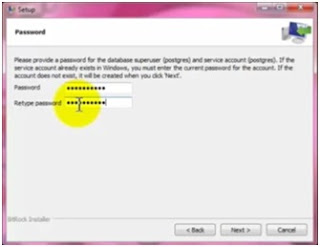 Setup
Password
Please provide a password for the database superuser (postgres) and service account (postgres). If the
service account already exists in Windows, you must enter the current password for the account. If the
account does not exist, it will be created when you click 'Next'.
Password ••••••••••
Retype password ••••••••••
BitRock Installer
< Back Next > Cancel